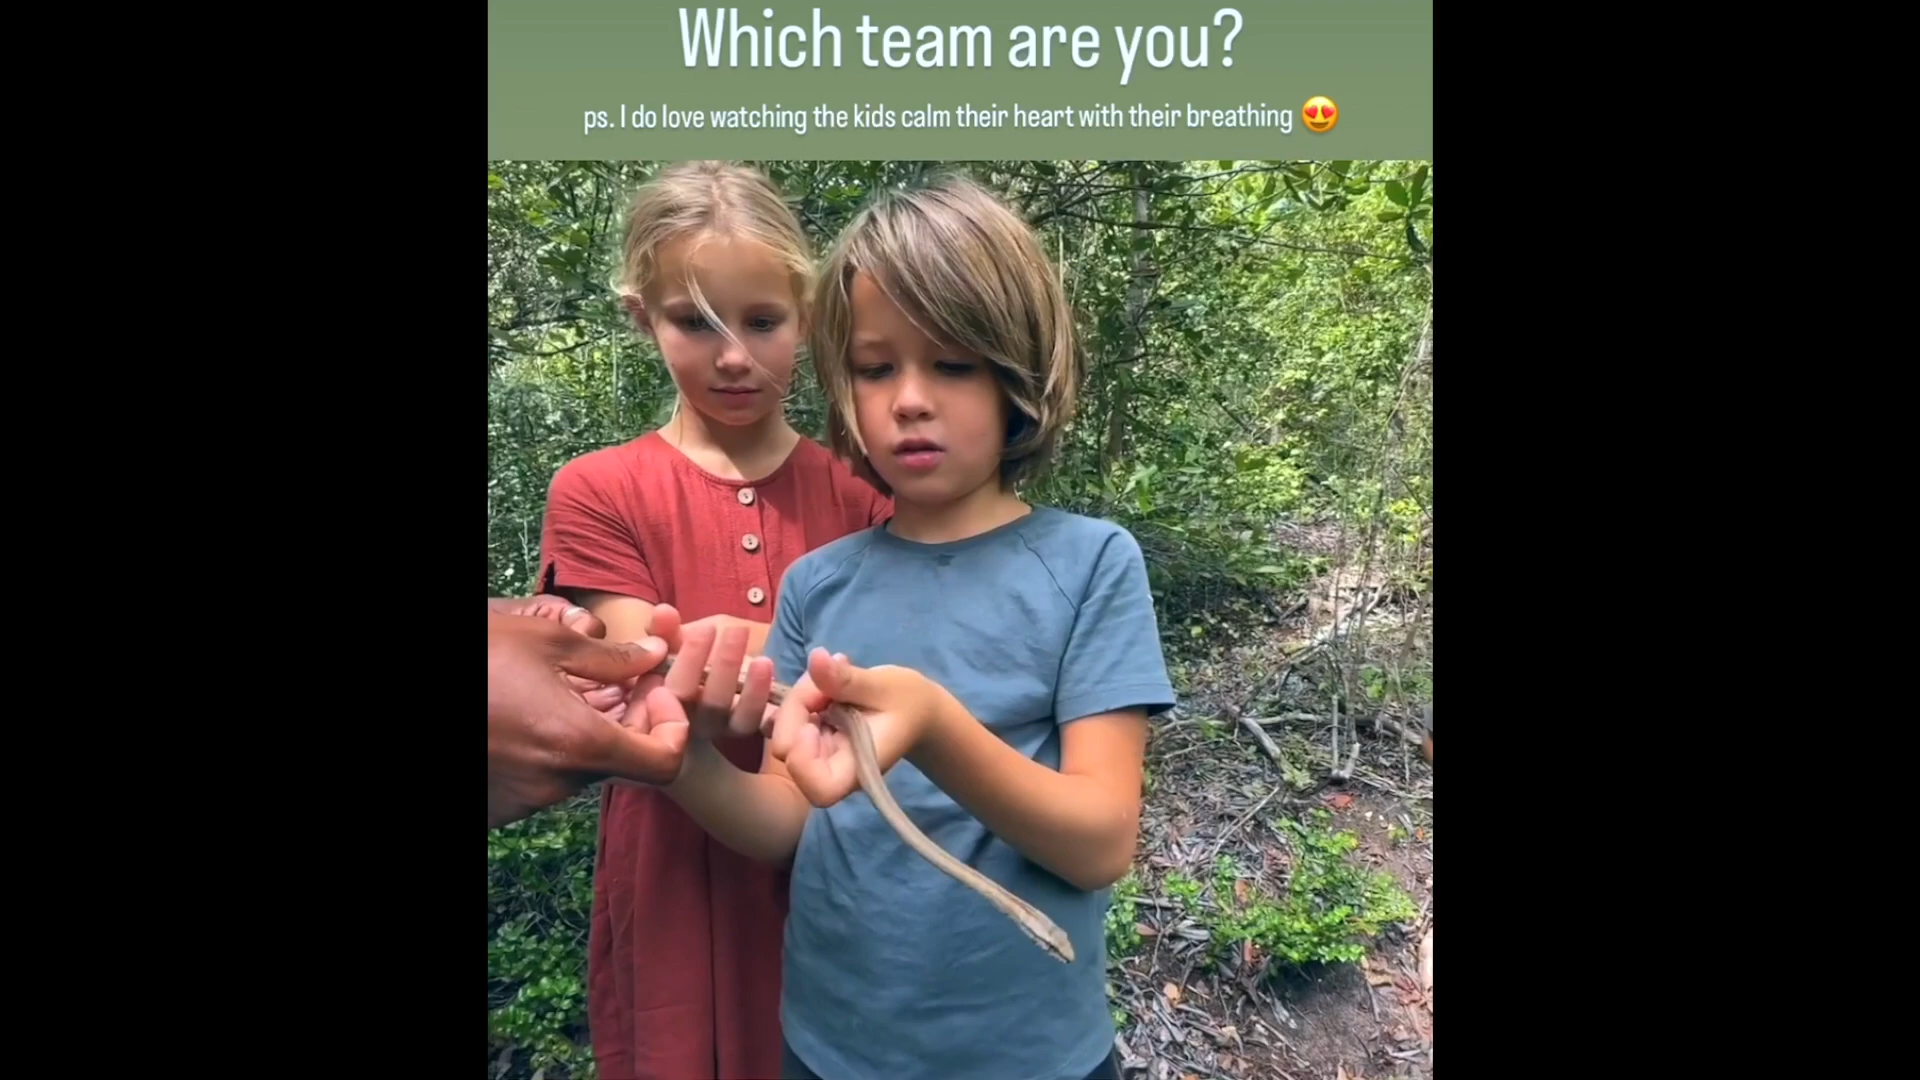 Which team are you?
ps. I do love watching the kids calm their heart with their breathing 😍